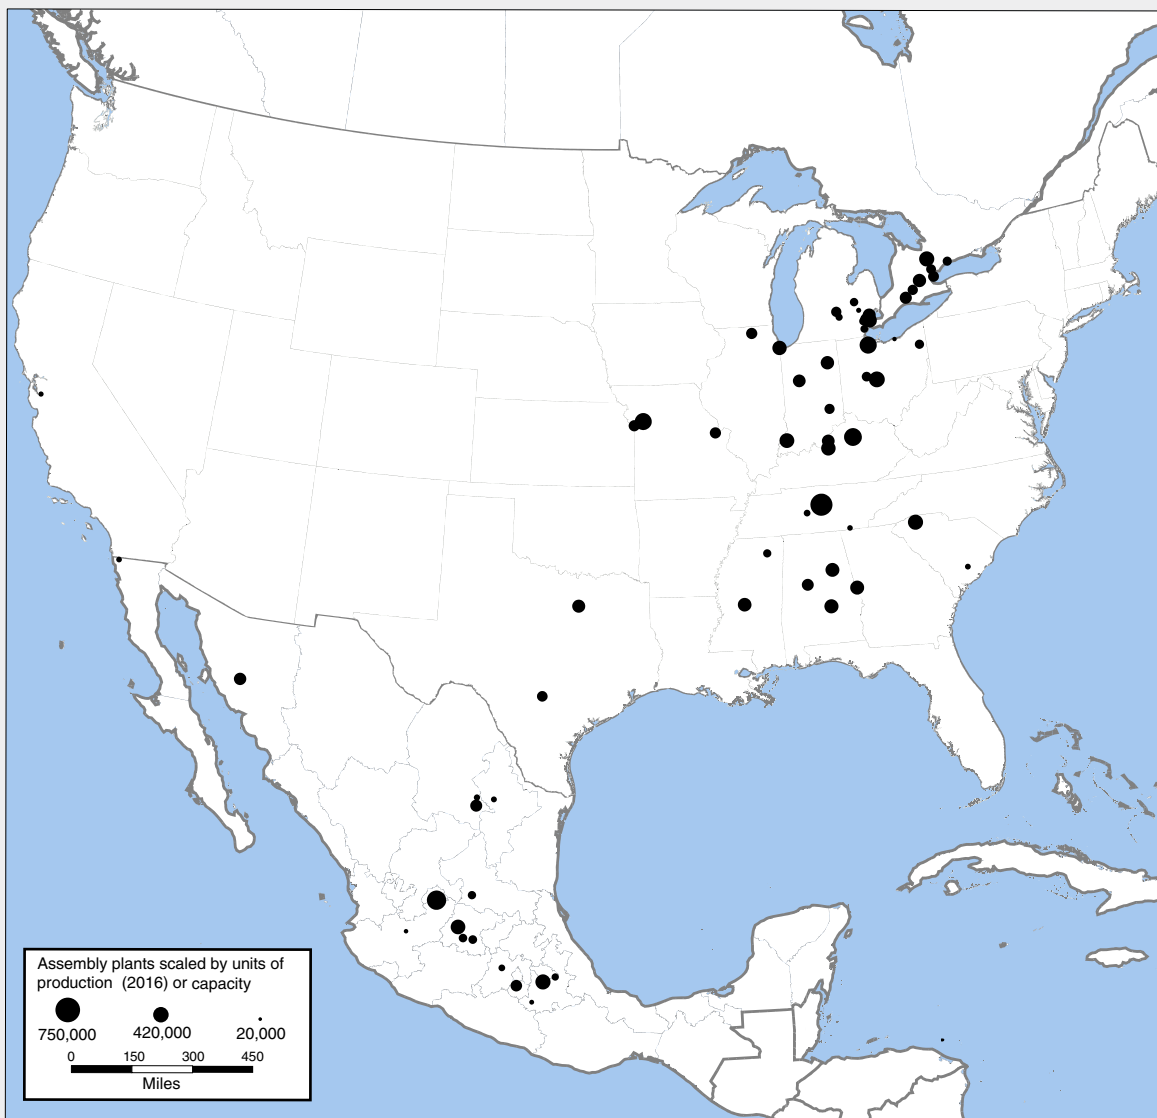 Assembly plants scaled by units of
production (2016) or capacity
750,000 420,000 20,000
0 150 300 450
Miles